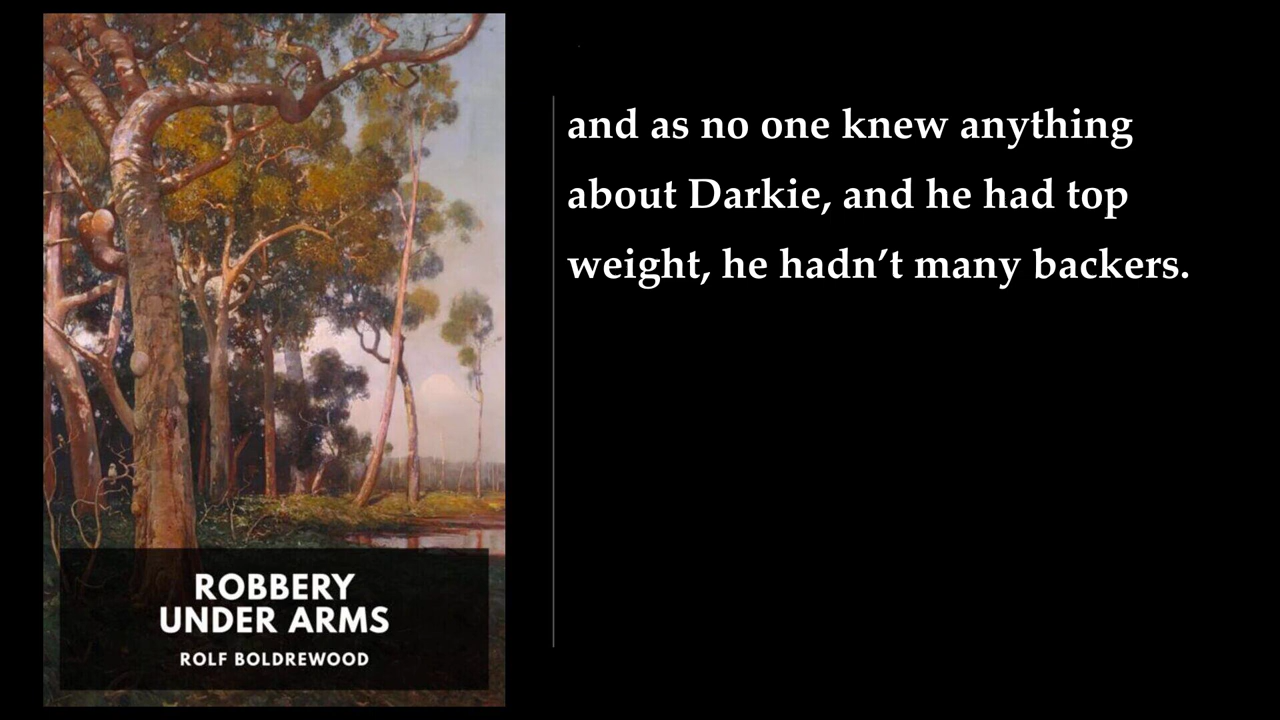 and as no one knew anything
about Darkie, and he had top
weight, he hadn’t many backers.
ROBBERY
UNDER ARMS
ROLF BOLDREWOOD